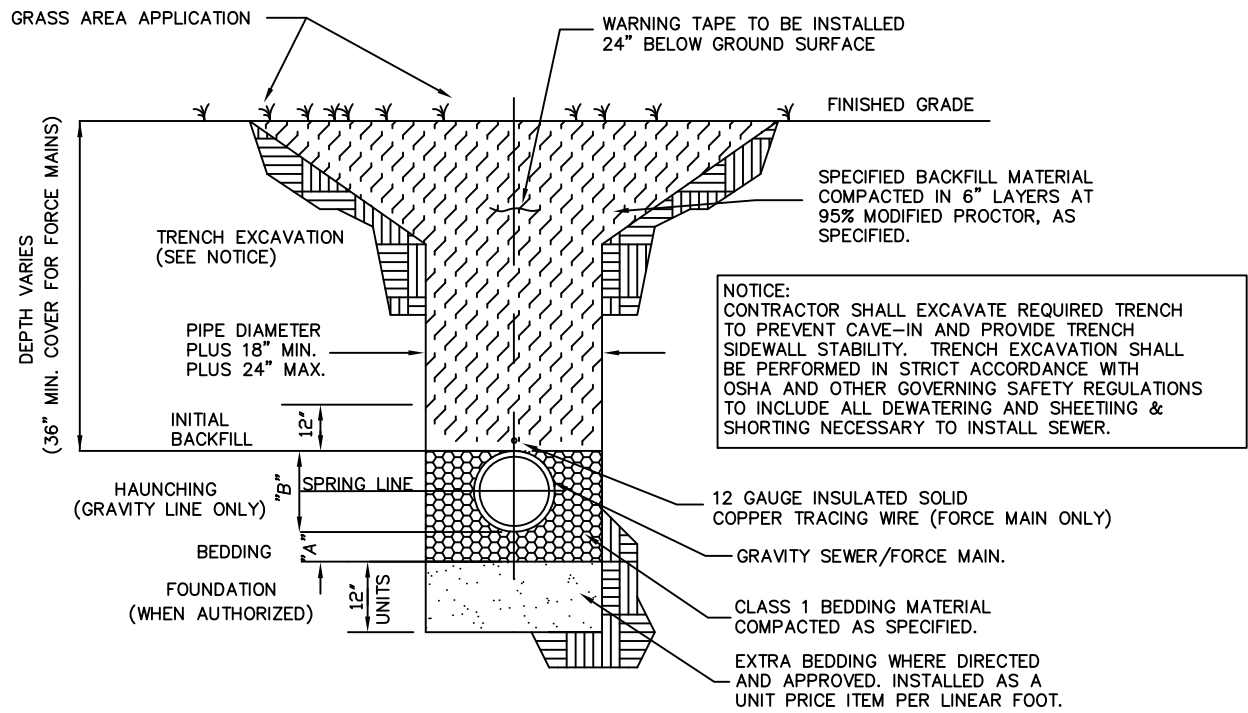 GRASS AREA APPLICATION
WARNING TAPE TO BE INSTALLED
24" BELOW GROUND SURFACE
FINISHED GRADE
SPECIFIED BACKFILL MATERIAL
COMPACTED IN 6" LAYERS AT
95% MODIFIED PROCTOR, AS
SPECIFIED.
DEPTH VARIES
(36" MIN. COVER FOR FORCE MAINS)
TRENCH EXCAVATION
(SEE NOTICE)
NOTICE:
CONTRACTOR SHALL EXCAVATE REQUIRED TRENCH
TO PREVENT CAVE-IN AND PROVIDE TRENCH
SIDEWALL STABILITY. TRENCH EXCAVATION SHALL
BE PERFORMED IN STRICT ACCORDANCE WITH
OSHA AND OTHER GOVERNING SAFETY REGULATIONS
TO INCLUDE ALL DEWATERING AND SHEETIING &
SHORTING NECESSARY TO INSTALL SEWER.
PIPE DIAMETER
PLUS 18" MIN.
PLUS 24" MAX.
INITIAL
BACKFILL
12"
HAUNCHING
(GRAVITY LINE ONLY)
"B"
SPRING LINE
12 GAUGE INSULATED SOLID
COPPER TRACING WIRE (FORCE MAIN ONLY)
BEDDING
"A"
GRAVITY SEWER/FORCE MAIN.
FOUNDATION
(WHEN AUTHORIZED)
12"
UNITS
CLASS 1 BEDDING MATERIAL
COMPACTED AS SPECIFIED.
EXTRA BEDDING WHERE DIRECTED
AND APPROVED. INSTALLED AS A
UNIT PRICE ITEM PER LINEAR FOOT.